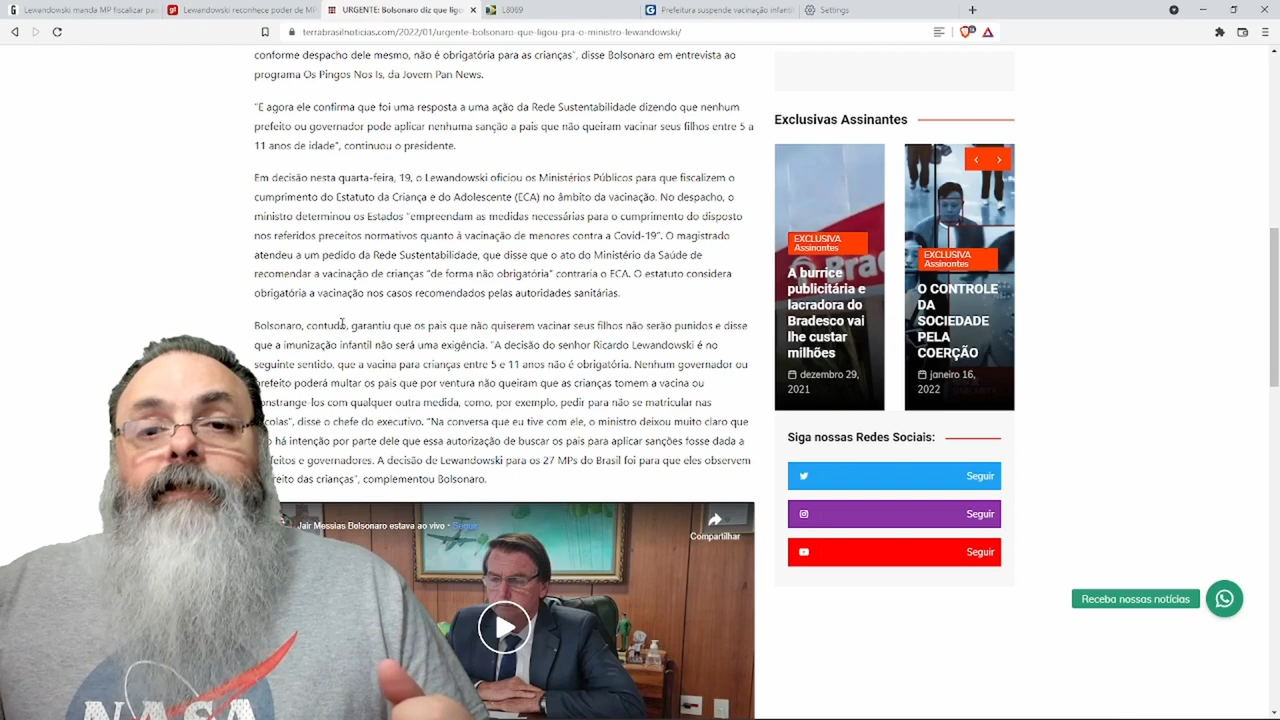 Lewandowski manda MP fiscalizar pai
Lewandowski reconhece poder de MP
URGENTE: Bolsonaro diz que ligou
L8069
Prefeitura suspende vacinação infantil
Settings
terrabrasilnoticias.com/2022/01/urgente-bolsonaro-que-ligou-pra-o-ministro-lewandowski/
conforme despacho dele mesmo, não é obrigatória para as crianças", disse Bolsonaro em entrevista ao
programa Os Pingos Nos Is, da Jovem Pan News.
"E agora ele confirma que foi uma resposta a uma ação da Rede Sustentabilidade dizendo que nenhum
prefeito ou governador pode aplicar nenhuma sanção a pais que não queiram vacinar seus filhos entre 5 a
11 anos de idade", continuou o presidente.
Em decisão nesta quarta-feira, 19, o Lewandowski oficiou os Ministérios Públicos para que fiscalizem o
cumprimento do Estatuto da Criança e do Adolescente (ECA) no âmbito da vacinação. No despacho, o
ministro determinou os Estados "empreendam as medidas necessárias para o cumprimento do disposto
nos referidos preceitos normativos quanto à vacinação de menores contra a Covid-19". O magistrado
atendeu a um pedido da Rede Sustentabilidade, que disse que o ato do Ministério da Saúde de
recomendar a vacinação de crianças "de forma não obrigatória" contraria o ECA. O estatuto considera
obrigatória a vacinação nos casos recomendados pelas autoridades sanitárias.
Bolsonaro, contudo, garantiu que os pais que não quiserem vacinar seus filhos não serão punidos e disse
que a imunização infantil não será uma exigência. "A decisão do senhor Ricardo Lewandowski é no
seguinte sentido, que a vacina para crianças entre 5 e 11 anos não é obrigatória. Nenhum governador ou
prefeito poderá multar os pais que por ventura não queiram que as crianças tomem a vacina ou
constrange-los com qualquer outra medida, como, por exemplo, pedir para não se matricular nas
colas", disse o chefe do executivo. "Na conversa que eu tive com ele, o ministro deixou muito claro que
o há intenção por parte dele que essa autorização de buscar os pais para aplicar sanções fosse dada a
feitos e governadores. A decisão de Lewandowski para os 27 MPs do Brasil foi para que eles observem
eito das crianças", complementou Bolsonaro.
Jair Messias Bolsonaro estava ao vivo · Seguir
Compartilhar
Exclusivas Assinantes
EXCLUSIVA
Assinantes
A burrice
publicitária e
lacradora do
Bradesco vai
lhe custar
milhões
dezembro 29,
2021
EXCLUSIVA
Assinantes
O CONTROLE
DA
SOCIEDADE
PELA
COERÇÃO
janeiro 16,
2022
Siga nossas Redes Sociais:
Seguir
Seguir
Seguir
Receba nossas notícias
NASA